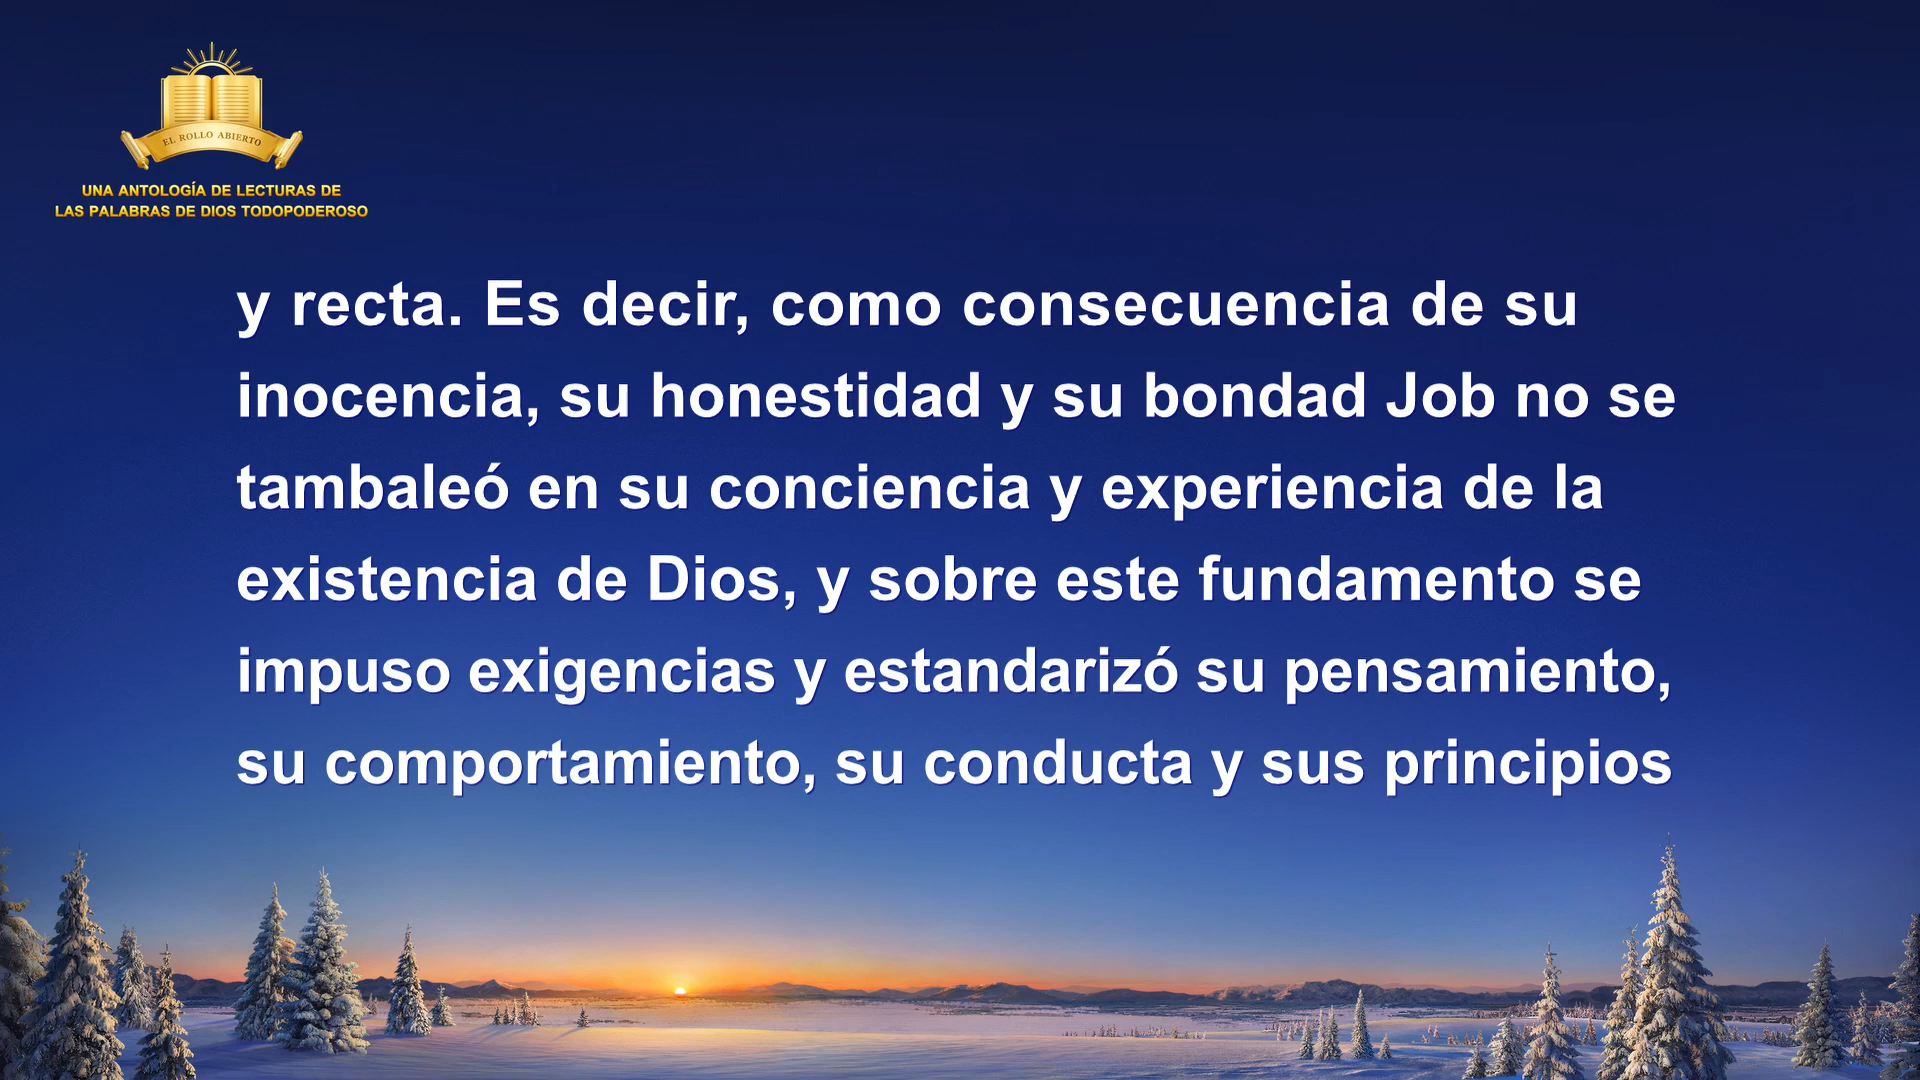 EL ROLLO ABIERTO
UNA ANTOLOGÍA DE LECTURAS DE
LAS PALABRAS DE DIOS TODOPODEROSO
y recta. Es decir, como consecuencia de su
inocencia, su honestidad y su bondad Job no se
tambaleó en su conciencia y experiencia de la
existencia de Dios, y sobre este fundamento se
impuso exigencias y estandarizó su pensamiento,
su comportamiento, su conducta y sus principios